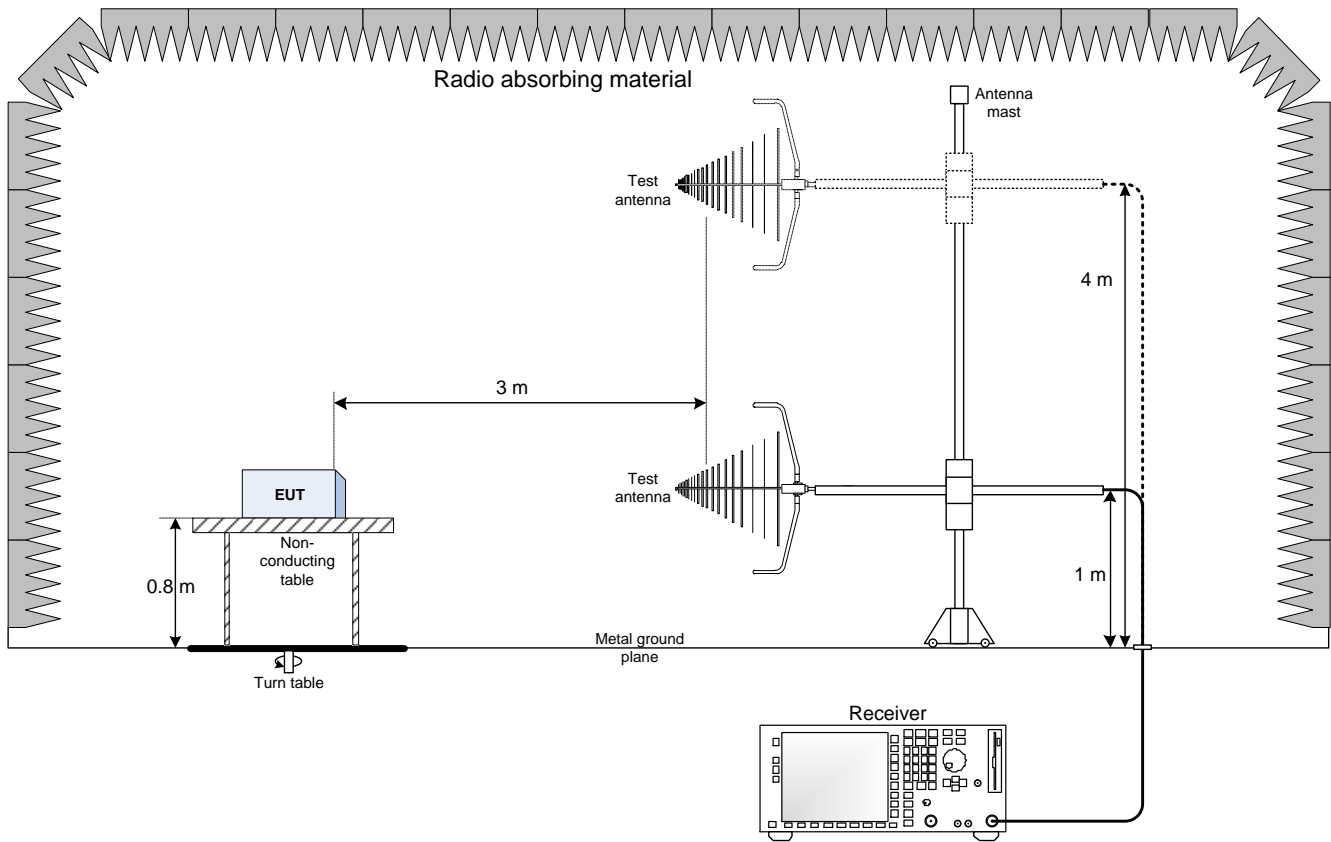 Radio absorbing material
Antenna
mast
Test
antenna
4 m
3 m
Test
antenna
EUT
Non-
conducting
table
0.8 m
1 m
Metal ground
plane
Turn table
Receiver